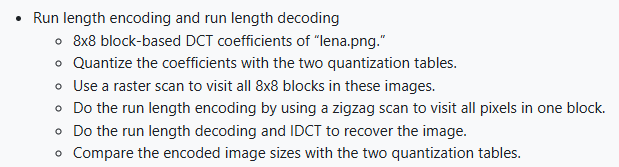 • Run length encoding and run length decoding
○ 8x8 block-based DCT coefficients of “lena.png.”
○ Quantize the coefficients with the two quantization tables.
○ Use a raster scan to visit all 8x8 blocks in these images.
○ Do the run length encoding by using a zigzag scan to visit all pixels in one block.
○ Do the run length decoding and IDCT to recover the image.
○ Compare the encoded image sizes with the two quantization tables.